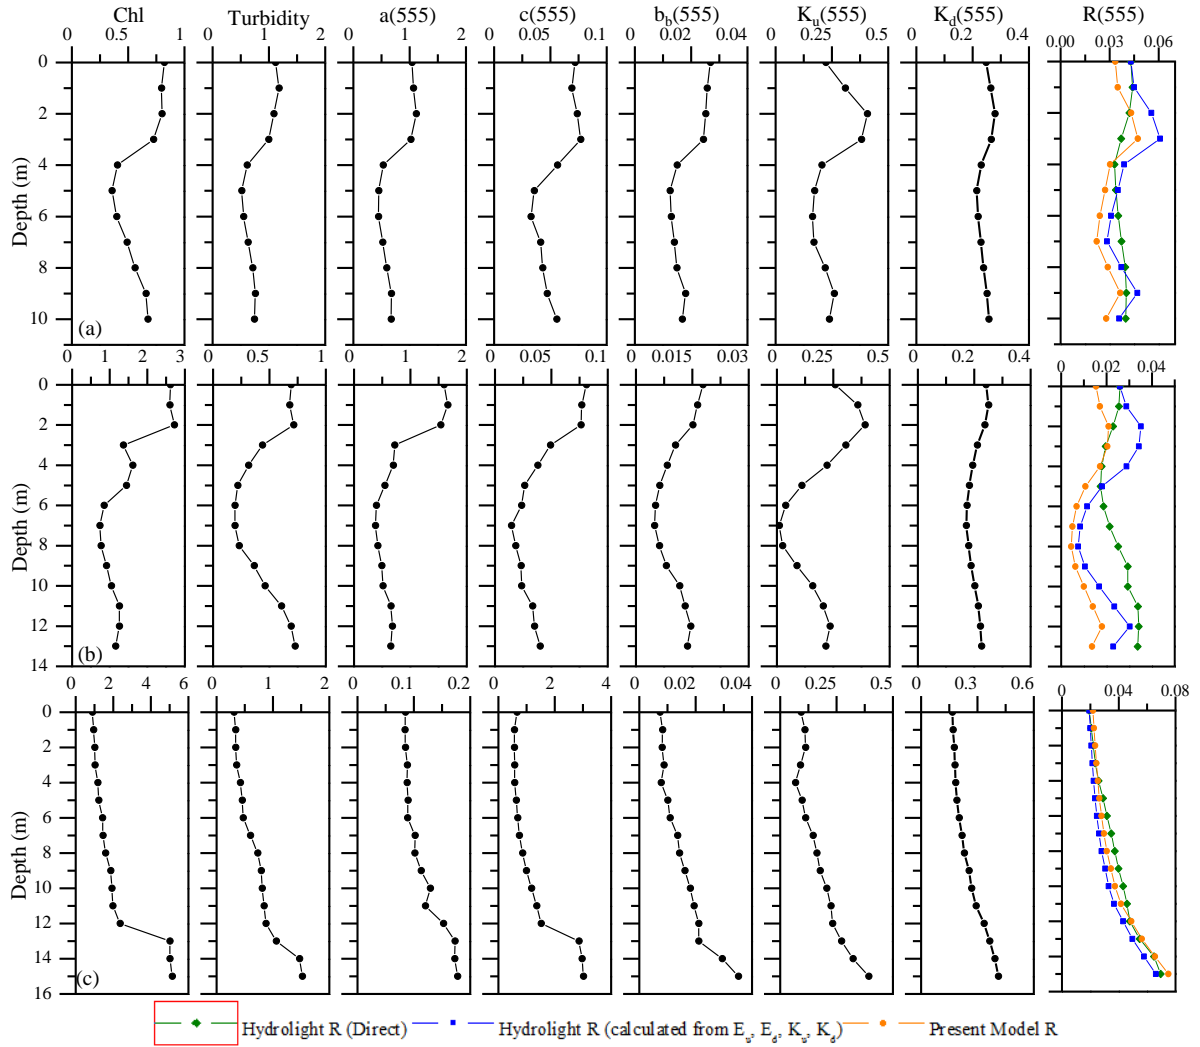 Chl Turbidity a(555) c(555) b_b(555) K_u(555) K_d(555) R(555)
0 0.5 1 0 1 2 0 1 2 0 0.05 0.1 0 0.02 0.04 0 0.25 0.5 0 0.2 0.4 0.00 0.03 0.06
0
2
4
6
8
10
Depth (m)
(a)
0 1 2 3 0 0.5 1 0 1 2 0 0.05 0.1 0 0.015 0.03 0 0.25 0.5 0 0.2 0.4 0 0.02 0.04
0
2
4
6
8
10
12
14
Depth (m)
(b)
0 2 4 6 0 1 2 0 0.1 0.2 0 2 4 0 0.02 0.04 0 0.25 0.5 0 0.3 0.6 0 0.04 0.08
0
2
4
6
8
10
12
14
16
Depth (m)
(c)
Hydrolight R (Direct) Hydrolight R (calculated from E_u, E_d, K_u, K_d) Present Model R